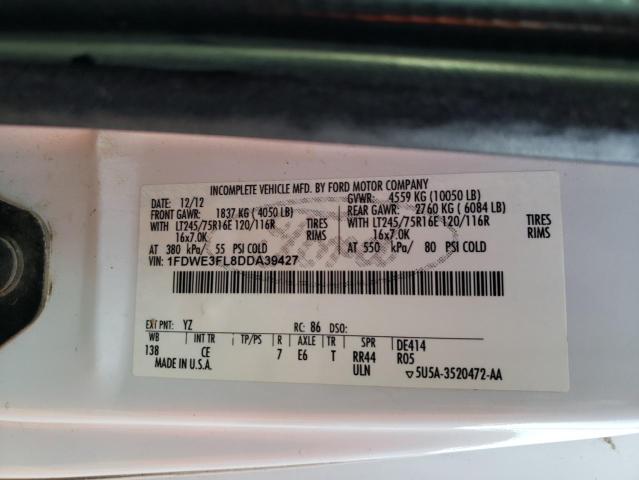 INCOMPLETE VEHICLE MFD. BY FORD MOTOR COMPANY
DATE: 12/12 GVWR: 4559 KG (10050 LB)
FRONT GAWR: 1837 KG ( 4050 LB) REAR GAWR: 2760 KG ( 6084 LB)
WITH LT245/75R16E 120/116R TIRES WITH LT245/75R16E 120/116R TIRES
16x7.0K RIMS 16x7.0K RIMS
AT 380 kPa/ 55 PSI COLD AT 550 kPa/ 80 PSI COLD
VIN: 1FDWE3FL8DDA39427
Ford
EXT PNT: YZ RC: 86 DSO:
WB INT TR TP/PS R AXLE TR SPR DE414
138 CE 7 E6 T RR44 R05
MADE IN U.S.A. ULN ▽5U5A-3520472-AA